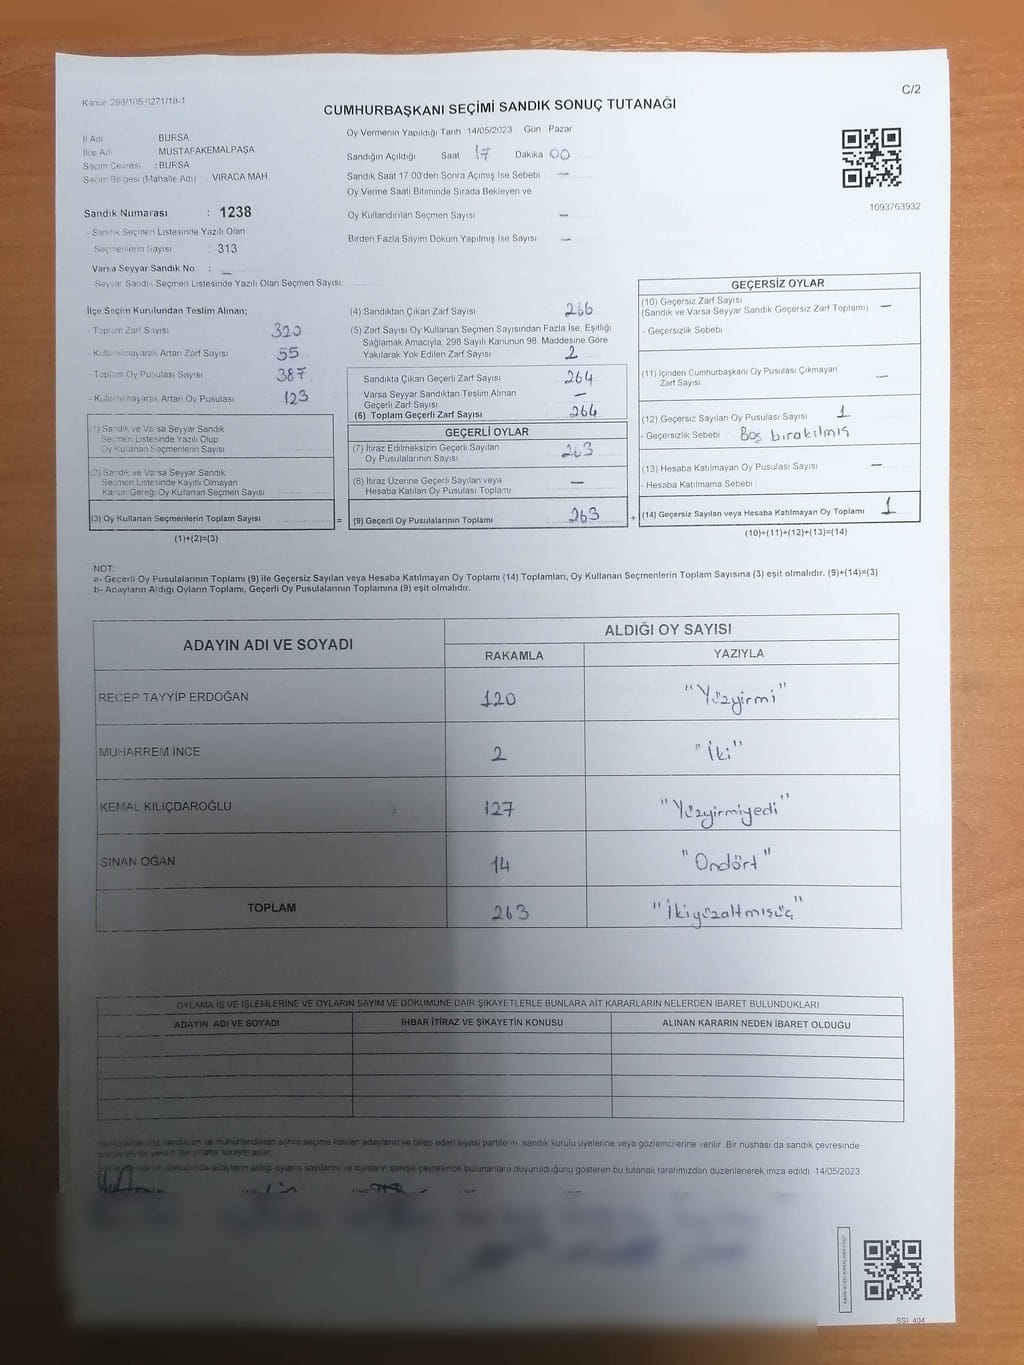 Kanun 298/105 6271/18-1
C/2
CUMHURBAŞKANI SEÇİMİ SANDIK SONUÇ TUTANAĞI
İl Adı : BURSA
İlçe Adı : MUSTAFAKEMALPAŞA
Seçim Çevresi : BURSA
Seçim Bölgesi (Mahalle Adı) : VIRACA MAH.
Sandık Numarası : 1238
- Sandık Seçmen Listesinde Yazılı Olan
Seçmenlerin Sayısı : 313
Varsa Seyyar Sandık No : –
- Seyyar Sandık Seçmen Listesinde Yazılı Olan Seçmen Sayısı:
Oy Vermenin Yapıldığı Tarih 14/05/2023 Gün Pazar
Sandığın Açıldığı Saat 17 Dakika 00
Sandık Saat 17.00'den Sonra Açılmış İse Sebebi –
Oy Verme Saati Bitiminde Sırada Bekleyen ve
Oy Kullandırılan Seçmen Sayısı –
Birden Fazla Sayım Döküm Yapılmış İse Sayısı –
1093763932
İlçe Seçim Kurulundan Teslim Alınan;
- Toplam Zarf Sayısı 320
- Kullanılmayarak Artan Zarf Sayısı 55
- Toplam Oy Pusulası Sayısı 387
- Kullanılmayarak Artan Oy Pusulası 123
(1) Sandık ve Varsa Seyyar Sandık
Seçmen Listesinde Yazılı Olup
Oy Kullanan Seçmenlerin Sayısı
(2) Sandık ve Varsa Seyyar Sandık
Seçmen Listesinde Kayıtlı Olmayan
Kanun Gereği Oy Kullanan Seçmen Sayısı
(3) Oy Kullanan Seçmenlerin Toplam Sayısı
(1)+(2)=(3)
(4) Sandıktan Çıkan Zarf Sayısı 266
(5) Zarf Sayısı Oy Kullanan Seçmen Sayısından Fazla İse, Eşitliği
Sağlamak Amacıyla; 298 Sayılı Kanunun 98. Maddesine Göre
Yakılarak Yok Edilen Zarf Sayısı 2
Sandıkta Çıkan Geçerli Zarf Sayısı 264
Varsa Seyyar Sandıktan Teslim Alınan
Geçerli Zarf Sayısı –
(6) Toplam Geçerli Zarf Sayısı 264
GEÇERLİ OYLAR
(7) İtiraz Edilmeksizin Geçerli Sayılan
Oy Pusulalarının Sayısı 263
(8) İtiraz Üzerine Geçerli Sayılan veya
Hesaba Katılan Oy Pusulası Toplamı –
= (9) Geçerli Oy Pusulalarının Toplamı 263
GEÇERSİZ OYLAR
(10) Geçersiz Zarf Sayısı
(Sandık ve Varsa Seyyar Sandık Geçersiz Zarf Toplamı) –
- Geçersizlik Sebebi
(11) İçinden Cumhurbaşkanı Oy Pusulası Çıkmayan
Zarf Sayısı –
(12) Geçersiz Sayılan Oy Pusulası Sayısı 1
- Geçersizlik Sebebi Boş bırakılmış
(13) Hesaba Katılmayan Oy Pusulası Sayısı –
- Hesaba Katılmama Sebebi :
+ (14) Geçersiz Sayılan veya Hesaba Katılmayan Oy Toplamı 1
(10)+(11)+(12)+(13)=(14)
NOT:
a- Geçerli Oy Pusulalarının Toplamı (9) ile Geçersiz Sayılan veya Hesaba Katılmayan Oy Toplamı (14) Toplamları, Oy Kullanan Seçmenlerin Toplam Sayısına (3) eşit olmalıdır. (9)+(14)=(3)
b- Adayların Aldığı Oyların Toplamı, Geçerli Oy Pusulalarının Toplamına (9) eşit olmalıdır.
ADAYIN ADI VE SOYADI
ALDIĞI OY SAYISI
RAKAMLA YAZIYLA
RECEP TAYYİP ERDOĞAN 120 "Yüzyirmi"
MUHARREM İNCE 2 "İki"
KEMAL KILIÇDAROĞLU 127 "Yüzyirmiyedi"
SİNAN OĞAN 14 "Ondört"
TOPLAM 263 "İkiyüzaltmışüç"
OYLAMA İŞ VE İŞLEMLERİNE VE OYLARIN SAYIM VE DÖKÜMÜNE DAİR ŞİKAYETLERLE BUNLARA AİT KARARLARIN NELERDEN İBARET BULUNDUKLARI
ADAYIN ADI VE SOYADI İHBAR İTİRAZ VE ŞİKAYETİN KONUSU ALINAN KARARIN NEDEN İBARET OLDUĞU
sonra seçime katılan adayların ve talep eden siyasi partilerin sandık kurulu üyelerine veya gözlemcilerine verilir. Bir nüshası da sandık çevresinde
adayların aldığı oyların sayılarını ve bunların sandık çevresinde bulunanlara duyurulduğunu gösteren bu tutanak tarafımızdan düzenlenerek, imza edildi. 14/05/2023
SSİ_404